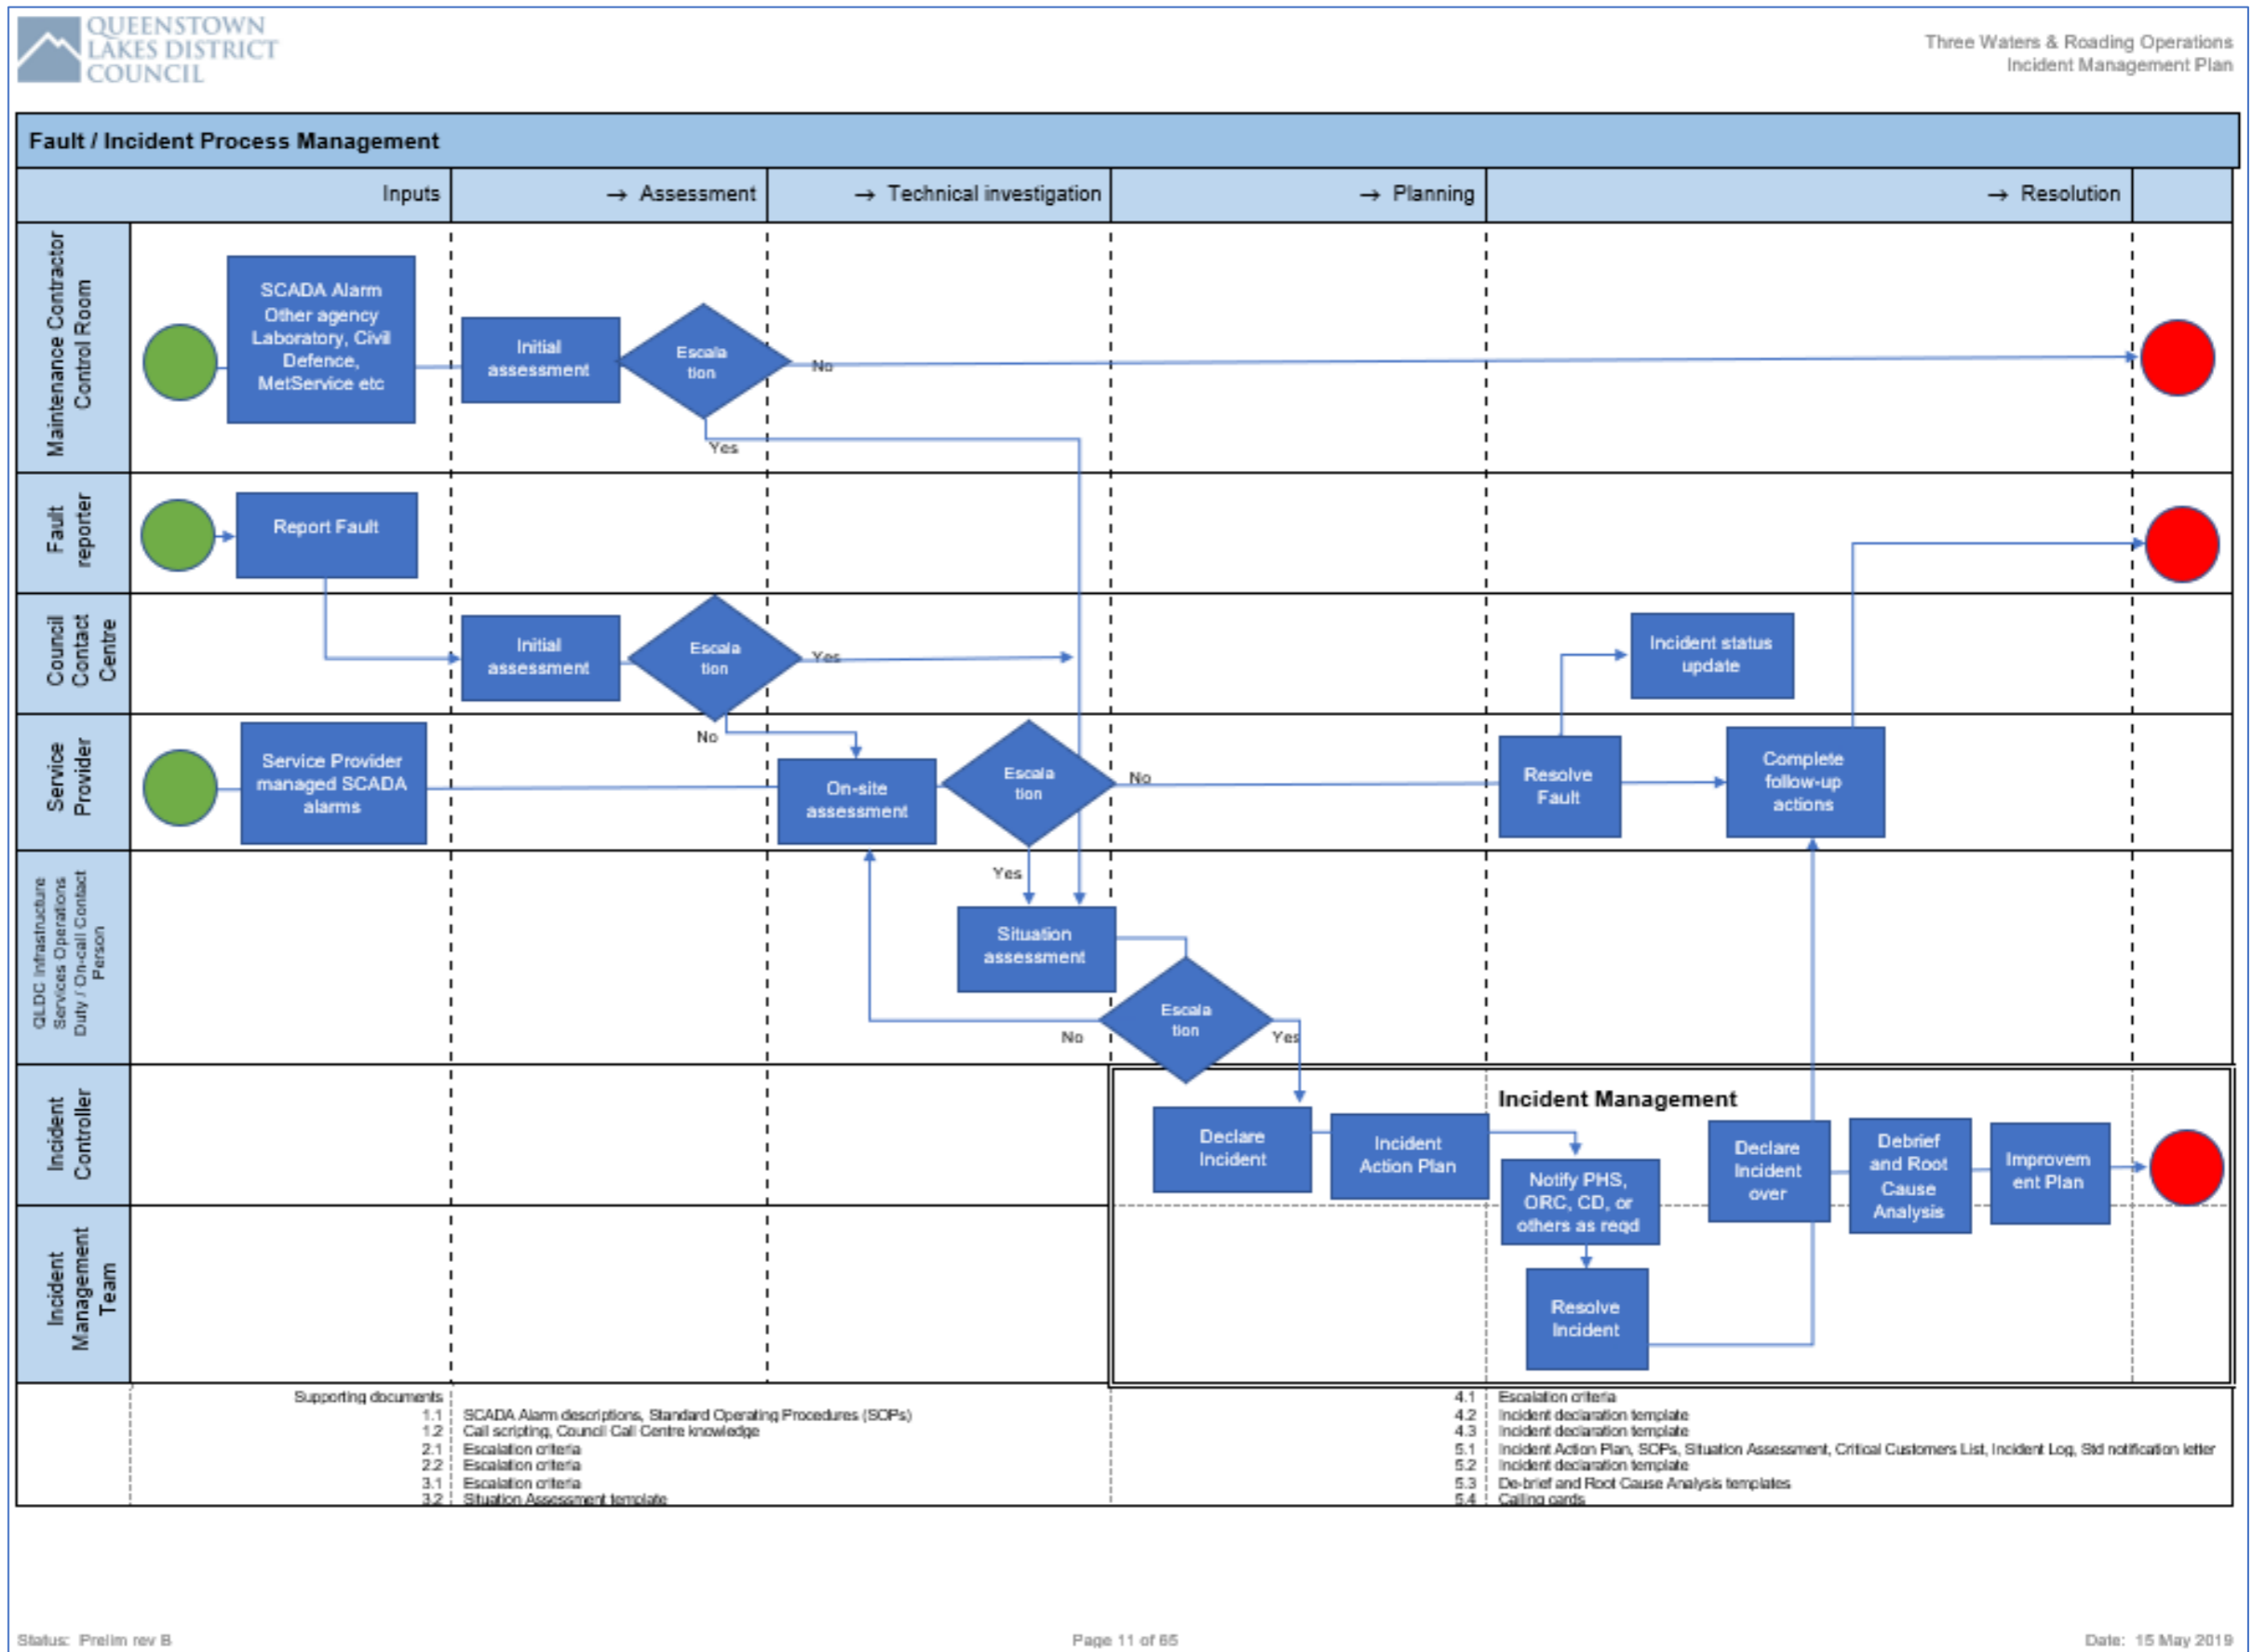 QUEENSTOWN
LAKES DISTRICT
COUNCIL
Three Waters & Roading Operations
Incident Management Plan
Fault / Incident Process Management
Inputs
→ Assessment
→ Technical investigation
→ Planning
→ Resolution
Maintenance Contractor
Control Room
SCADA Alarm
Other agency
Laboratory, Civil
Defence,
MetService etc
Initial
assessment
Escala
tion
No
Yes
Fault
reporter
Report Fault
Council
Contact
Centre
Initial
assessment
Escala
tion
Yes
No
Incident status
update
Service
Provider
Service Provider
managed SCADA
alarms
On-site
assessment
Escala
tion
No
Yes
Resolve
Fault
Complete
follow-up
actions
QLDC Infrastructure
Services Operations
Duty / On-call Contact
Person
Situation
assessment
Escala
tion
No
Yes
Incident
Controller
Incident Management
Declare
Incident
Incident
Action Plan
Notify PHS,
ORC, CD, or
others as reqd
Declare
Incident
over
Debrief
and Root
Cause
Analysis
Improvem
ent Plan
Incident
Management
Team
Resolve
Incident
Supporting documents
1.1 SCADA Alarm descriptions, Standard Operating Procedures (SOPs)
1.2 Call scripting, Council Call Centre knowledge
2.1 Escalation criteria
2.2 Escalation criteria
3.1 Escalation criteria
3.2 Situation Assessment template
4.1 Escalation criteria
4.2 Incident declaration template
4.3 Incident declaration template
5.1 Incident Action Plan, SOPs, Situation Assessment, Critical Customers List, Incident Log, Std notification letter
5.2 Incident declaration template
5.3 De-brief and Root Cause Analysis templates
5.4 Calling cards
Status: Prelim rev B
Page 11 of 65
Date: 15 May 2019